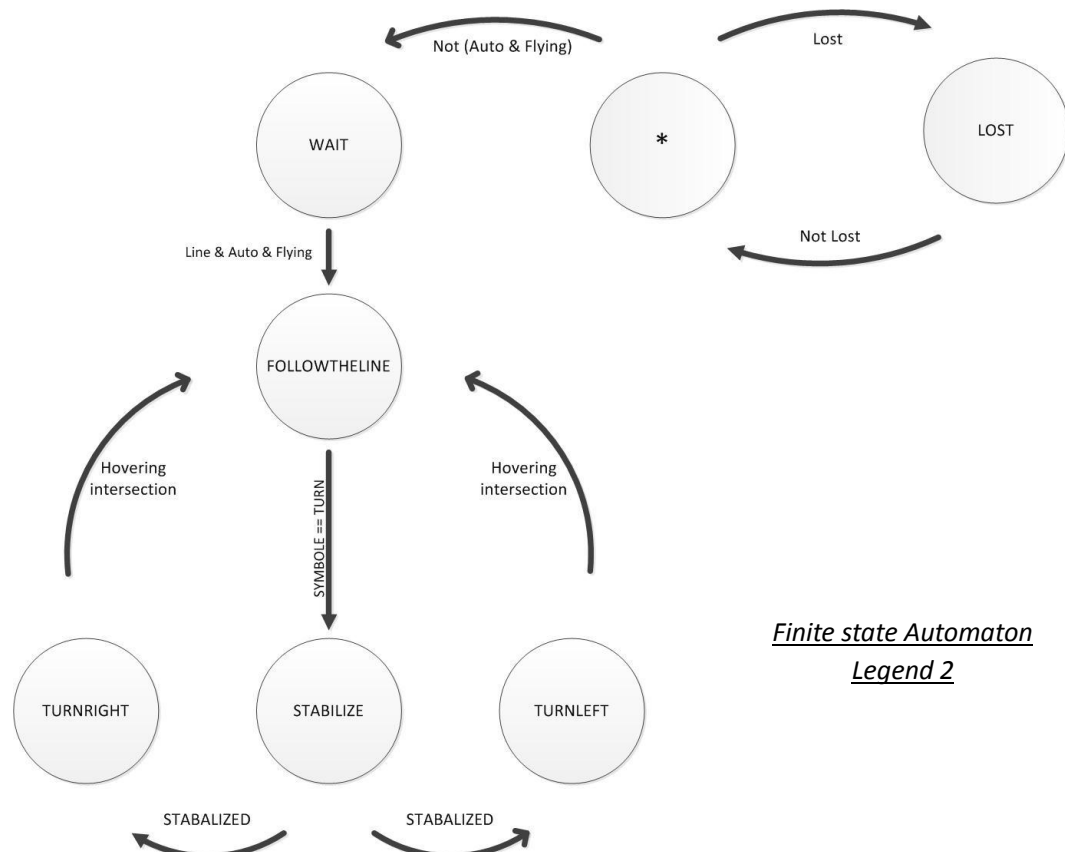 Not (Auto & Flying)
Lost
WAIT
*
LOST
Line & Auto & Flying
Not Lost
FOLLOWTHELINE
Hovering
intersection
SYMBOLE == TURN
Hovering
intersection
Finite state Automaton
Legend 2
TURNRIGHT
STABILIZE
TURNLEFT
STABALIZED
STABALIZED